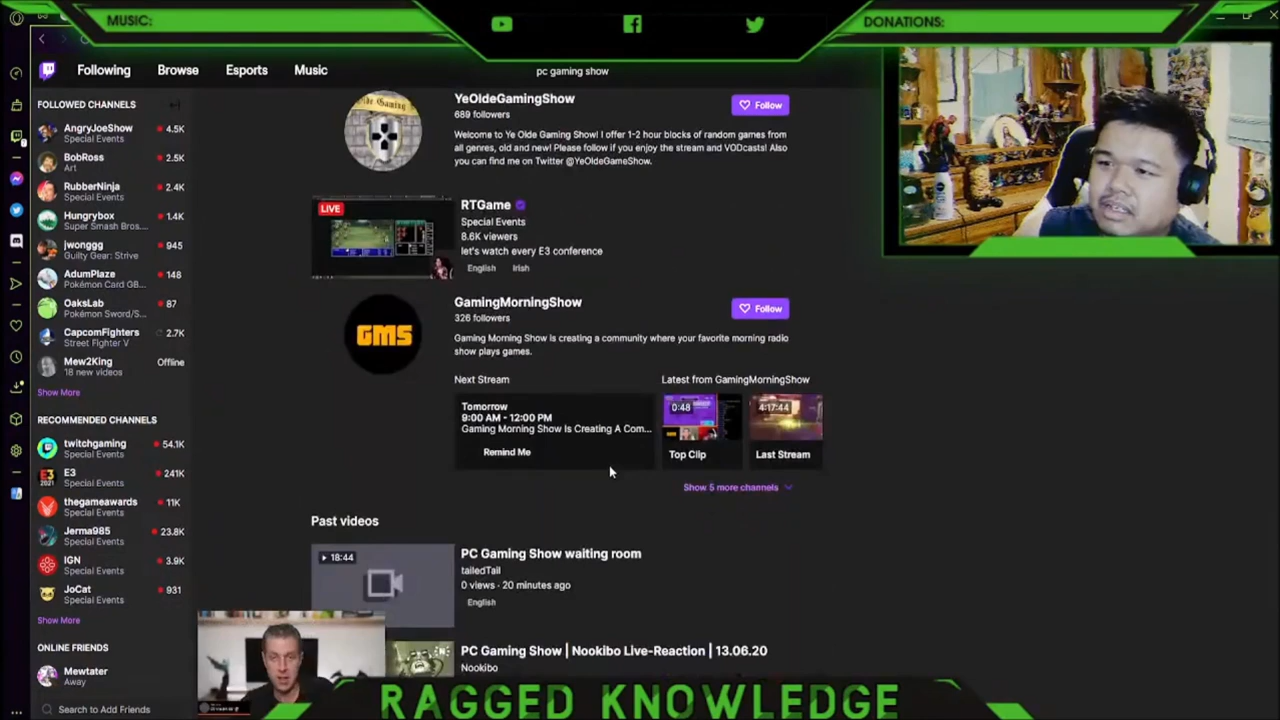 MUSIC:
DONATIONS:
Following
Browse
Esports
Music
pc gaming show
FOLLOWED CHANNELS
AngryJoeShow
4.5K
Special Events
BobRoss
2.5K
Art
RubberNinja
2.4K
Special Events
Hungrybox
1.4K
Super Smash Bros...
jwonggg
945
Guilty Gear: Strive
AdumPlaze
148
Pokémon Card GB...
OaksLab
87
Pokémon Sword/S...
CapcomFighters
2.7K
Street Fighter V
Mew2King
Offline
18 new videos
Show More
RECOMMENDED CHANNELS
twitchgaming
54.1K
Special Events
E3
241K
Special Events
thegameawards
11K
Special Events
Jerma985
23.8K
Special Events
IGN
3.9K
Special Events
JoCat
931
Special Events
Show More
ONLINE FRIENDS
Mewtater
Away
Search to Add Friends
YeOldeGamingShow
689 followers
Follow
Welcome to Ye Olde Gaming Show! I offer 1-2 hour blocks of random games from
all genres, old and new! Please follow if you enjoy the stream and VODcasts! Also
you can find me on Twitter @YeOldeGameShow.
LIVE
RTGame
Special Events
8.6K viewers
let's watch every E3 conference
English Irish
GMS
GamingMorningShow
326 followers
Follow
Gaming Morning Show is creating a community where your favorite morning radio
show plays games.
Next Stream
Tomorrow
9:00 AM - 12:00 PM
Gaming Morning Show Is Creating A Com...
Remind Me
Latest from GamingMorningShow
0:48
Top Clip
4:17:44
Last Stream
Show 5 more channels
Past videos
18:44
PC Gaming Show waiting room
tailedTail
0 views · 20 minutes ago
English
PC Gaming Show | Nookibo Live-Reaction | 13.06.20
Nookibo
RAGGED KNOWLEDGE